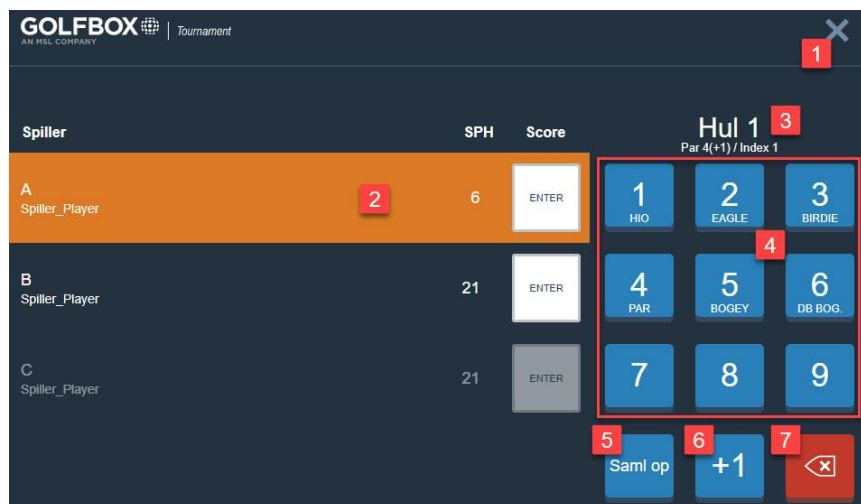 GOLFBOX | Tournament
AN MSL COMPANY
1
Spiller SPH Score
Hul 1 3
Par 4(+1) / Index 1
A
Spiller_Player
2 6 ENTER
1 HIO
2 EAGLE
3 BIRDIE
4
B
Spiller_Player
21 ENTER
4 PAR
5 BOGEY
6 DB BOG.
C
Spiller_Player
21 ENTER
7 8 9
5 Saml op
6 +1
7